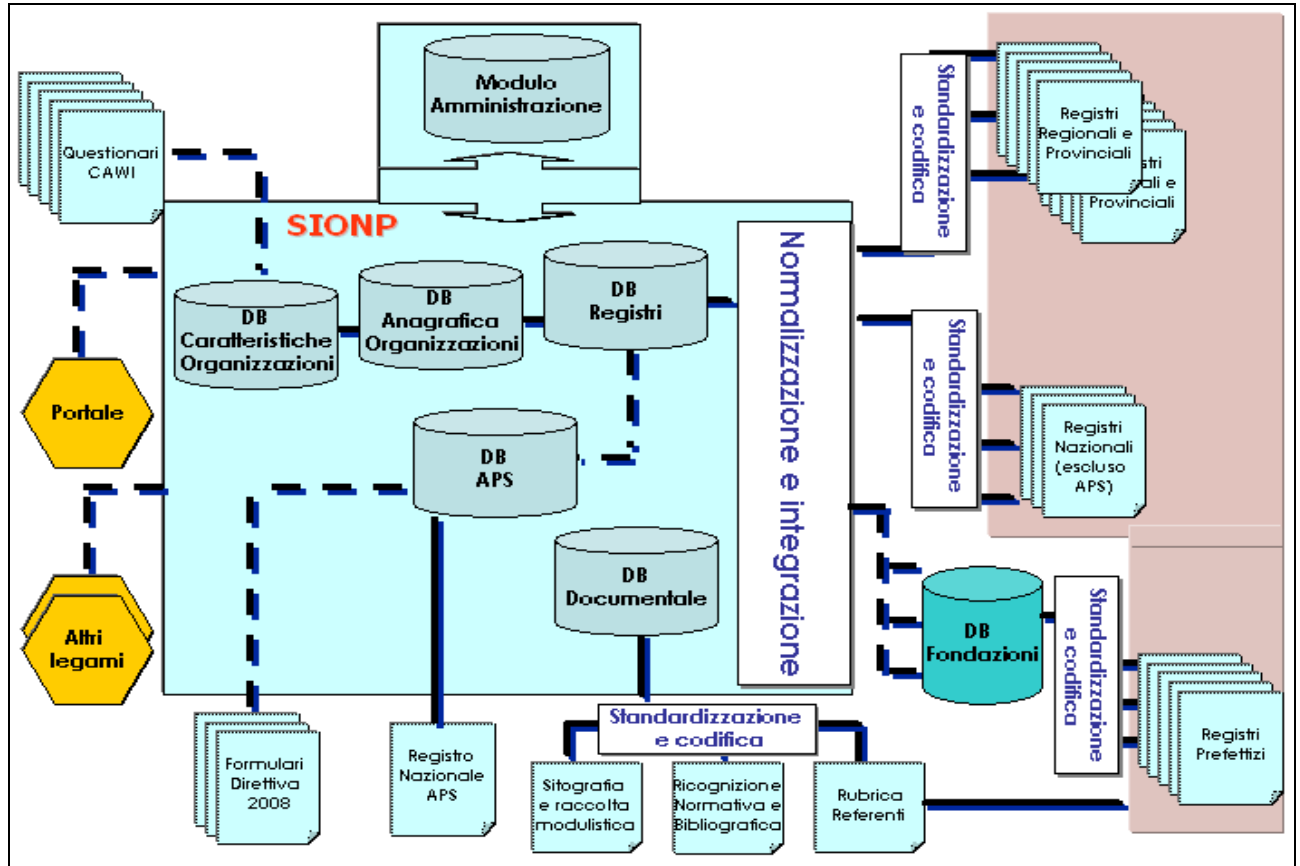 Modulo
Amministrazione
Questionari
CAWI
SIONP
DB
Caratteristiche
Organizzazioni
DB
Anagrafica
Organizzazioni
DB
Registri
DB
APS
DB
Documentale
Normalizzazione e integrazione
Portale
Altri
legami
Standardizzazione
e codifica
Registri
Regionali e
Provinciali
stri
ali e
Provinciali
Standardizzazione
e codifica
Registri
Nazionali
(escluso
APS)
DB
Fondazioni
Standardizzazione
e codifica
Registri
Prefettizi
Formulari
Direttiva
2008
Registro
Nazionale
APS
Standardizzazione
e codifica
Sitografia
e raccolta
modulistica
Ricognizione
Normativa e
Bibliografica
Rubrica
Referenti